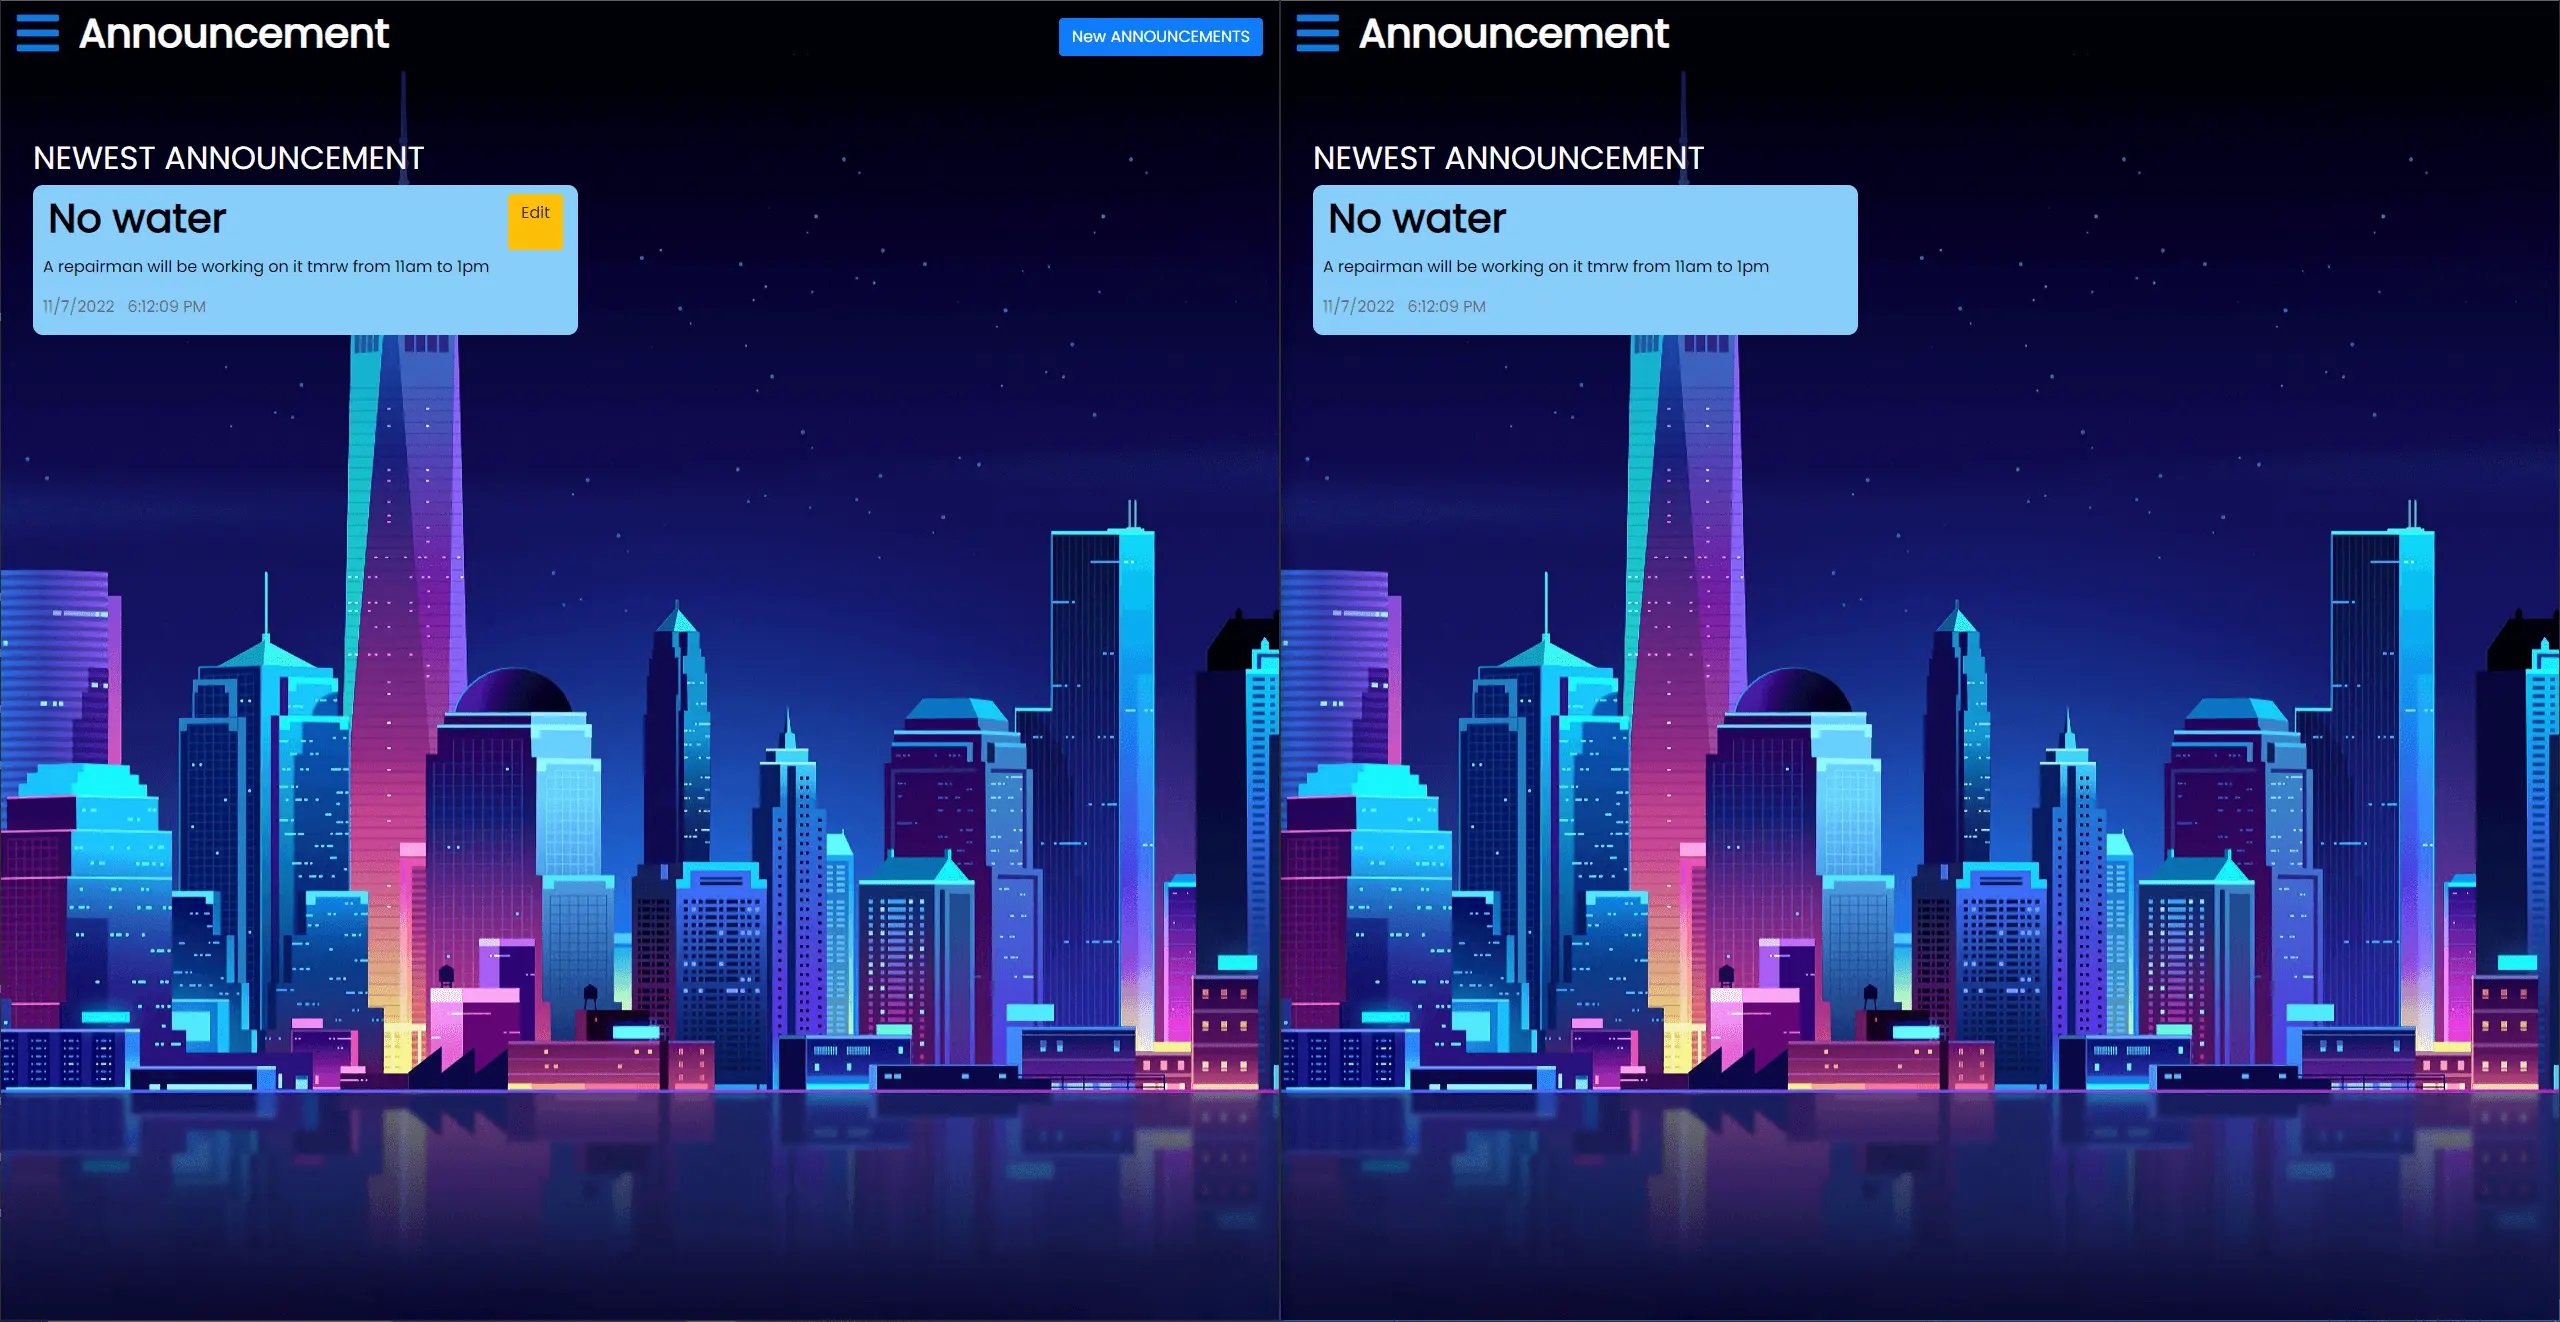 Announcement
New ANNOUNCEMENTS
NEWEST ANNOUNCEMENT
No water
Edit
A repairman will be working on it tmrw from 11am to 1pm
11/7/2022 6:12:09 PM
Announcement
NEWEST ANNOUNCEMENT
No water
A repairman will be working on it tmrw from 11am to 1pm
11/7/2022 6:12:09 PM